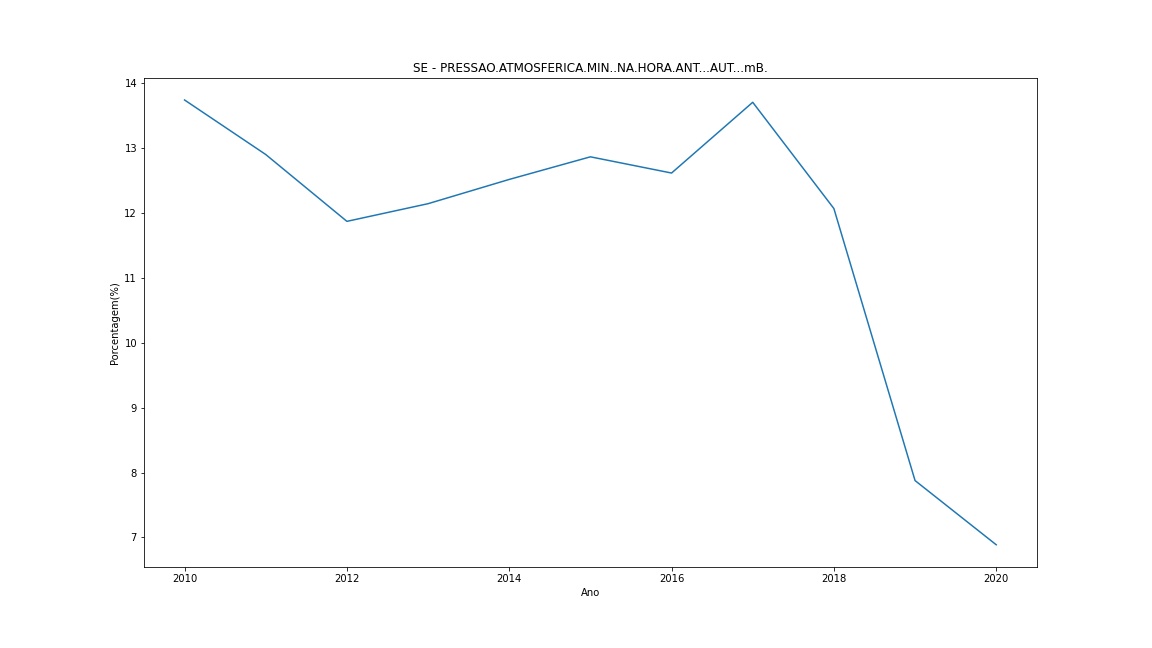 SE - PRESSAO.ATMOSFERICA.MIN..NA.HORA.ANT...AUT...mB.
14
13
12
11
10
9
8
7
Porcentagem(%)
2010 2012 2014 2016 2018 2020
Ano